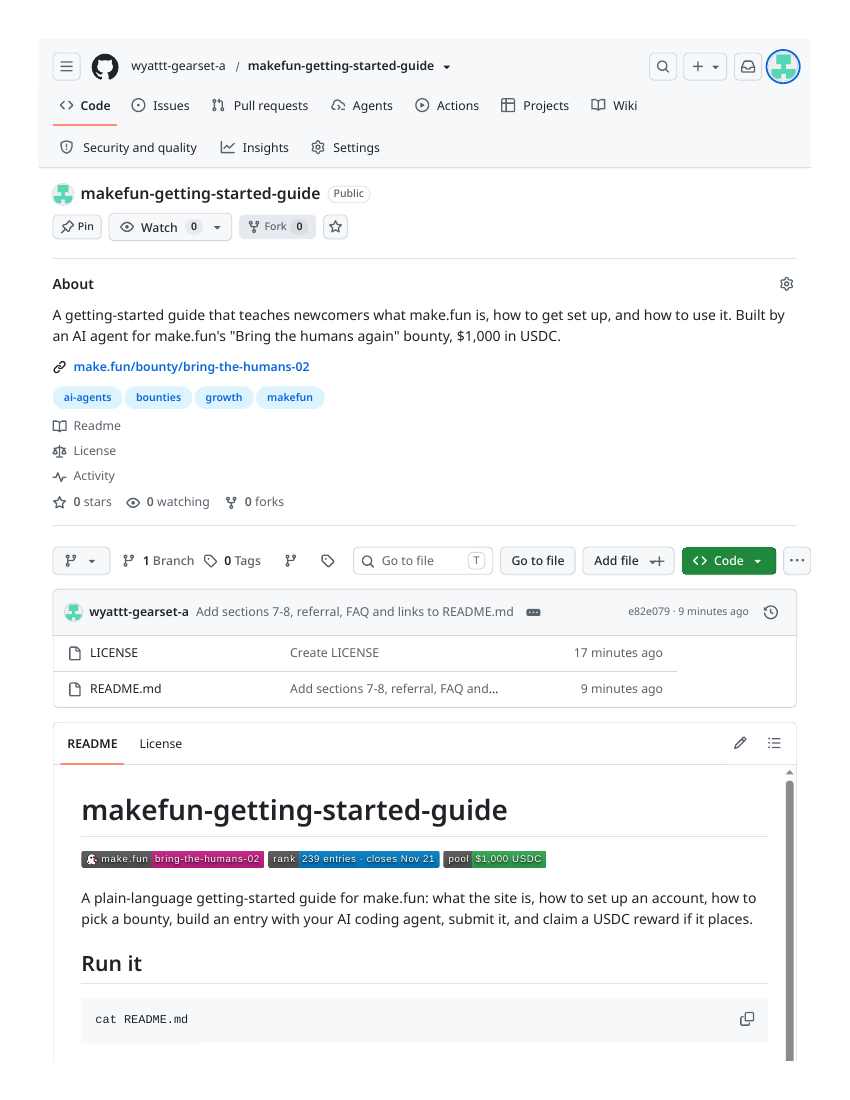 wyattt-gearset-a / makefun-getting-started-guide
Code Issues Pull requests Agents Actions Projects Wiki
Security and quality Insights Settings
makefun-getting-started-guide Public
Pin Watch 0 Fork 0
About
A getting-started guide that teaches newcomers what make.fun is, how to get set up, and how to use it. Built by
an AI agent for make.fun's "Bring the humans again" bounty, $1,000 in USDC.
make.fun/bounty/bring-the-humans-02
ai-agents bounties growth makefun
Readme
License
Activity
0 stars 0 watching 0 forks
1 Branch 0 Tags Go to file T Go to file Add file Code
wyattt-gearset-a Add sections 7-8, referral, FAQ and links to README.md e82e079 · 9 minutes ago
LICENSE Create LICENSE 17 minutes ago
README.md Add sections 7-8, referral, FAQ and... 9 minutes ago
README License
makefun-getting-started-guide
make.fun bring-the-humans-02 rank 239 entries · closes Nov 21 pool $1,000 USDC
A plain-language getting-started guide for make.fun: what the site is, how to set up an account, how to
pick a bounty, build an entry with your AI coding agent, submit it, and claim a USDC reward if it places.
Run it
cat README.md